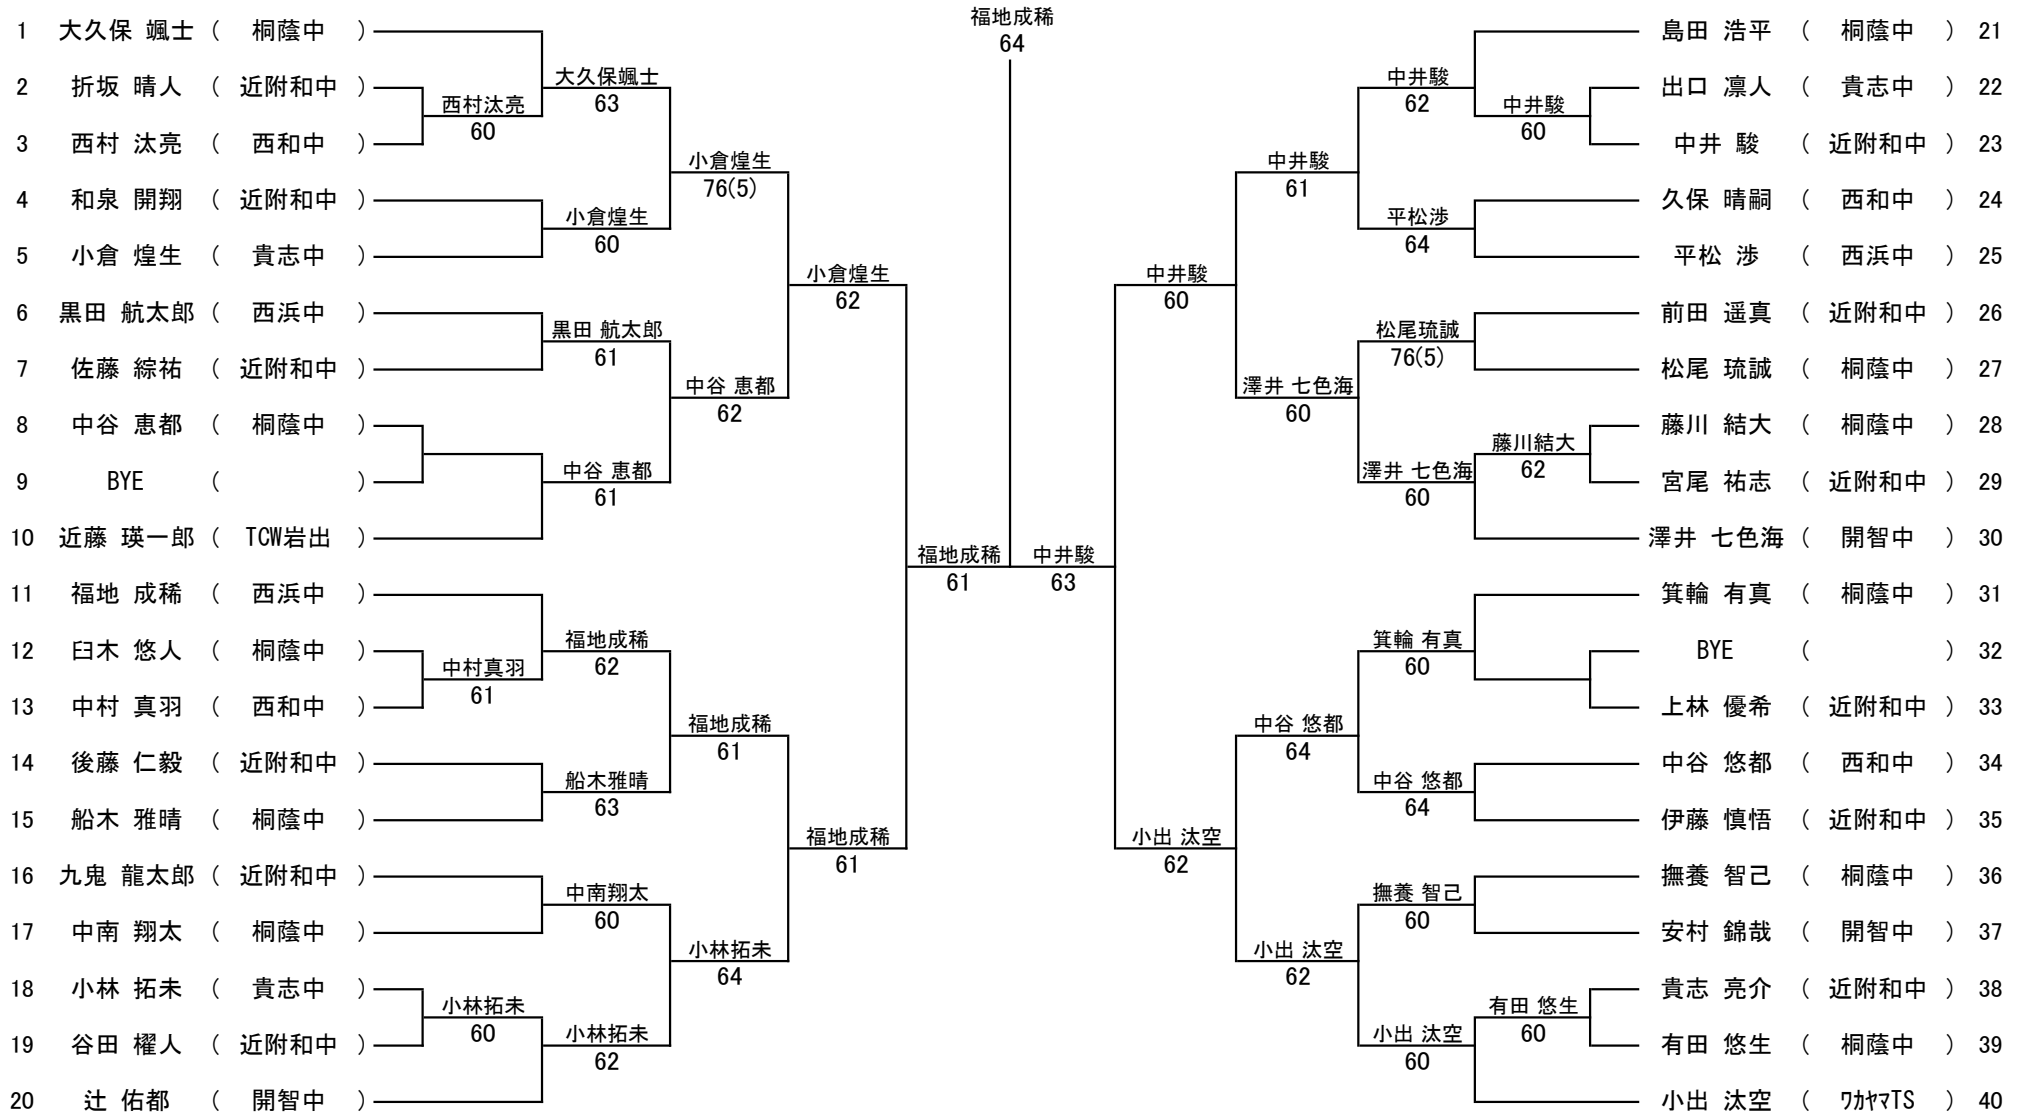 福地成稀
64
1 大久保 颯士 ( 桐蔭中 )
2 折坂 晴人 ( 近附和中 )
3 西村 汰亮 ( 西和中 )
4 和泉 開翔 ( 近附和中 )
5 小倉 煌生 ( 貴志中 )
6 黒田 航太郎 ( 西浜中 )
7 佐藤 綜祐 ( 近附和中 )
8 中谷 恵都 ( 桐蔭中 )
9 BYE ( )
10 近藤 瑛一郎 ( TCW岩出 )
11 福地 成稀 ( 西浜中 )
12 臼木 悠人 ( 桐蔭中 )
13 中村 真羽 ( 西和中 )
14 後藤 仁毅 ( 近附和中 )
15 船木 雅晴 ( 桐蔭中 )
16 九鬼 龍太郎 ( 近附和中 )
17 中南 翔太 ( 桐蔭中 )
18 小林 拓未 ( 貴志中 )
19 谷田 櫂人 ( 近附和中 )
20 辻 佑都 ( 開智中 )
西村汰亮
60
中村真羽
61
小林拓未
60
大久保颯士
63
小倉煌生
60
黒田 航太郎
61
中谷 恵都
61
福地成稀
62
船木雅晴
63
中南翔太
60
小林拓未
62
小倉煌生
76(5)
中谷 恵都
62
福地成稀
61
小林拓未
64
小倉煌生
62
福地成稀
61
福地成稀
61
中井駿
63
中井駿
60
小出 汰空
62
中井駿
61
澤井 七色海
60
中谷 悠都
64
小出 汰空
62
中井駿
62
平松渉
64
松尾琉誠
76(5)
澤井 七色海
60
箕輪 有真
60
中谷 悠都
64
撫養 智己
60
小出 汰空
60
中井駿
60
藤川結大
62
有田 悠生
60
島田 浩平 ( 桐蔭中 ) 21
出口 凛人 ( 貴志中 ) 22
中井 駿 ( 近附和中 ) 23
久保 晴嗣 ( 西和中 ) 24
平松 渉 ( 西浜中 ) 25
前田 遥真 ( 近附和中 ) 26
松尾 琉誠 ( 桐蔭中 ) 27
藤川 結大 ( 桐蔭中 ) 28
宮尾 祐志 ( 近附和中 ) 29
澤井 七色海 ( 開智中 ) 30
箕輪 有真 ( 桐蔭中 ) 31
BYE ( ) 32
上林 優希 ( 近附和中 ) 33
中谷 悠都 ( 西和中 ) 34
伊藤 慎悟 ( 近附和中 ) 35
撫養 智己 ( 桐蔭中 ) 36
安村 錦哉 ( 開智中 ) 37
貴志 亮介 ( 近附和中 ) 38
有田 悠生 ( 桐蔭中 ) 39
小出 汰空 ( ﾜｶﾔﾏTS ) 40